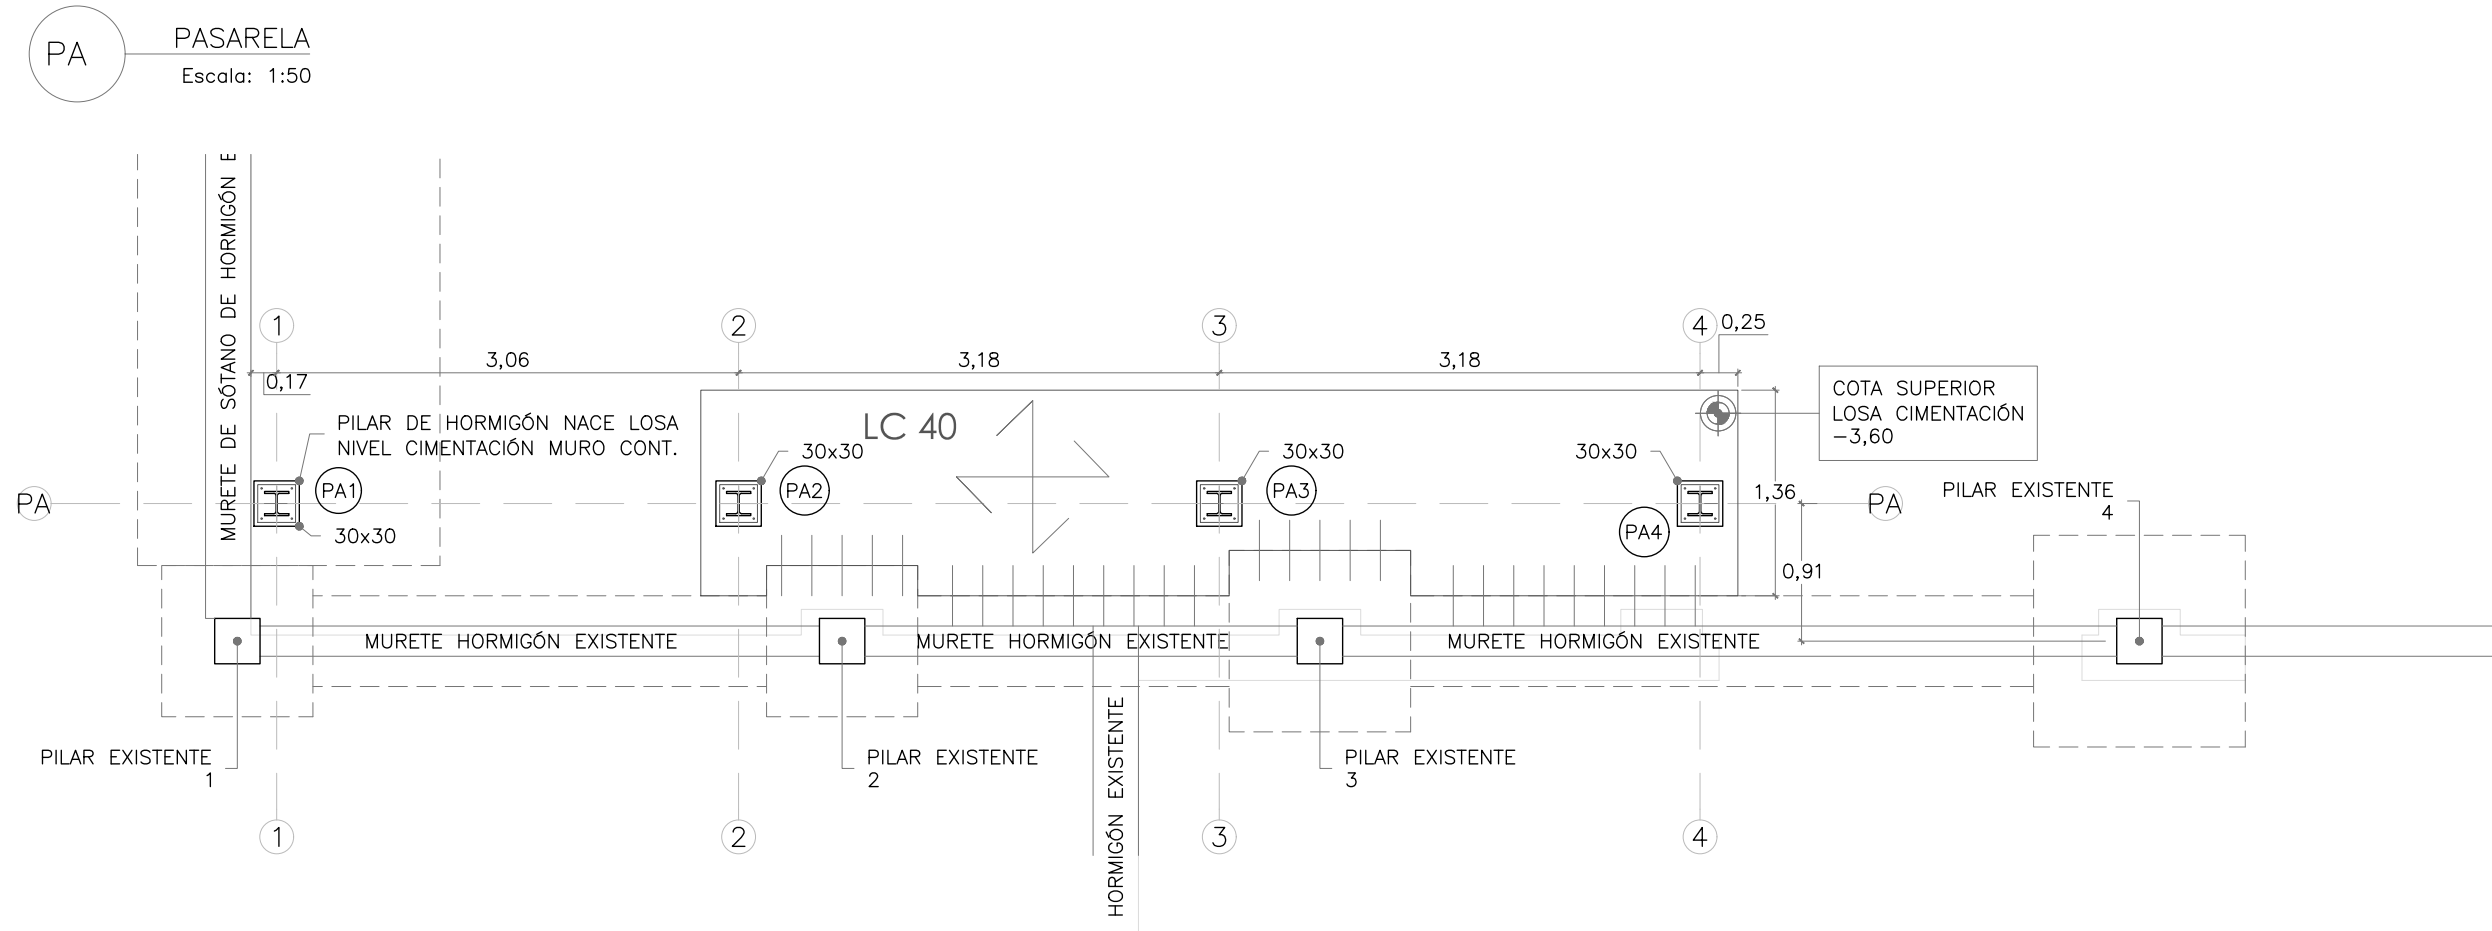 PA
PASARELA
Escala: 1:50
MURETE DE SÓTANO DE HORMIGÓN E
1
2
3
4
0,25
3,06
3,18
3,18
0,17
COTA SUPERIOR
LOSA CIMENTACIÓN
-3,60
PILAR DE HORMIGÓN NACE LOSA
NIVEL CIMENTACIÓN MURO CONT.
LC 40
30x30
30x30
30x30
PA
PA1
PA2
PA3
1,36
PA
PILAR EXISTENTE
4
30x30
PA4
0,91
MURETE HORMIGÓN EXISTENTE
MURETE HORMIGÓN EXISTENTE
MURETE HORMIGÓN EXISTENTE
PILAR EXISTENTE
1
PILAR EXISTENTE
2
HORMIGÓN EXISTENTE
PILAR EXISTENTE
3
1
2
3
4